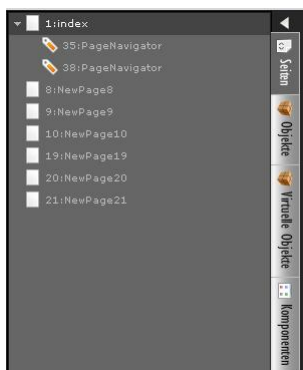 1:index
35:PageNavigator
38:PageNavigator
8:NewPage8
9:NewPage9
10:NewPage10
19:NewPage19
20:NewPage20
21:NewPage21
Seiten
Objekte
Virtuelle Objekte
Komponenten